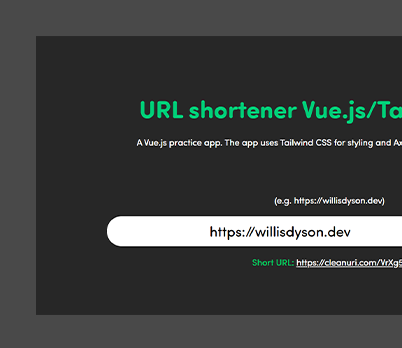 URL shortener Vue.js/Ta
A Vue.js practice app. The app uses Tailwind CSS for styling and Ax
(e.g. https://willisdyson.dev)
https://willisdyson.dev
Short URL: https://cleanuri.com/VrXg5